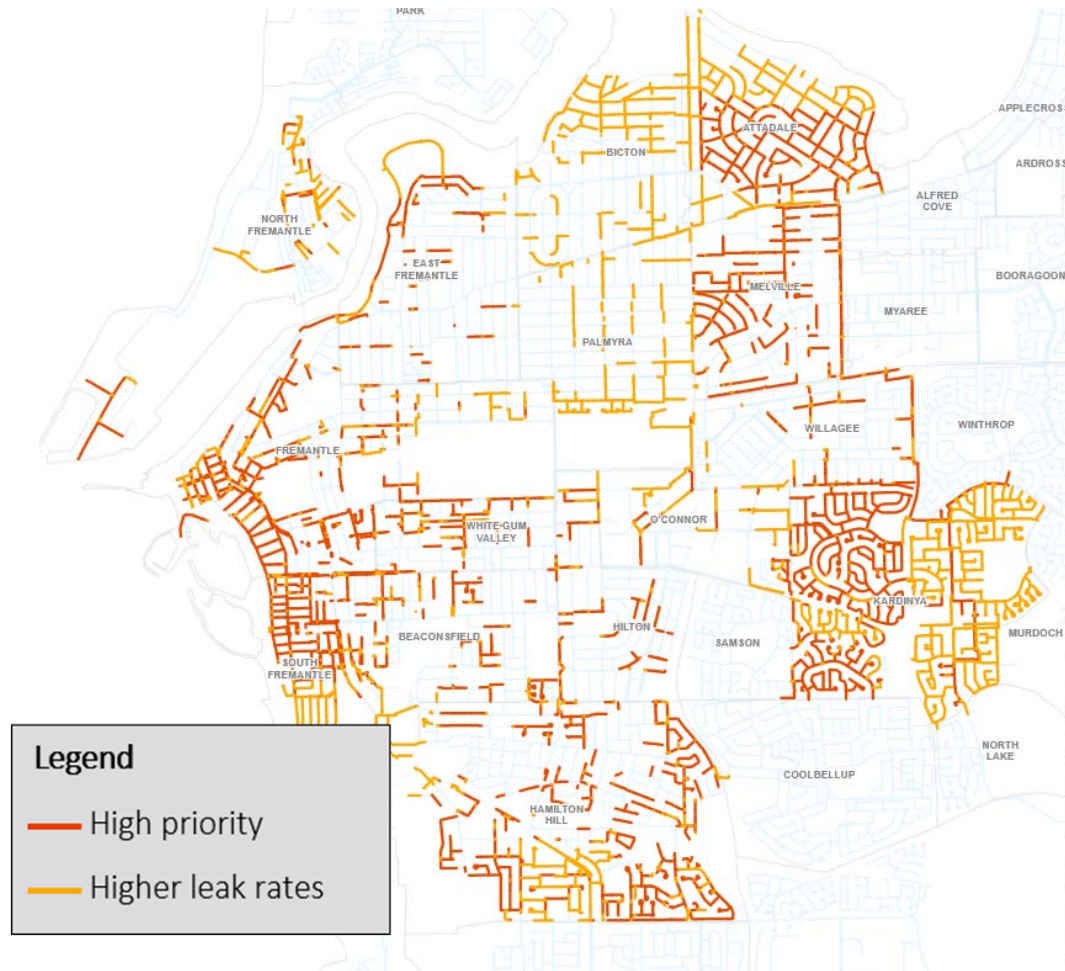 PARK
APPLECROSS
ATTADALE
BICTON
ARDROSS
ALFRED
COVE
NORTH
FREMANTLE
EAST
FREMANTLE
BOORAGOON
MELVILLE
MYAREE
PALMYRA
WINTHROP
WILLAGEE
FREMANTLE
O'CONNOR
WHITE GUM
VALLEY
KARDINYA
HILTON
MURDOCH
BEACONSFIELD
SAMSON
SOUTH
FREMANTLE
NORTH
LAKE
COOLBELLUP
HAMILTON
HILL
Legend
High priority
Higher leak rates